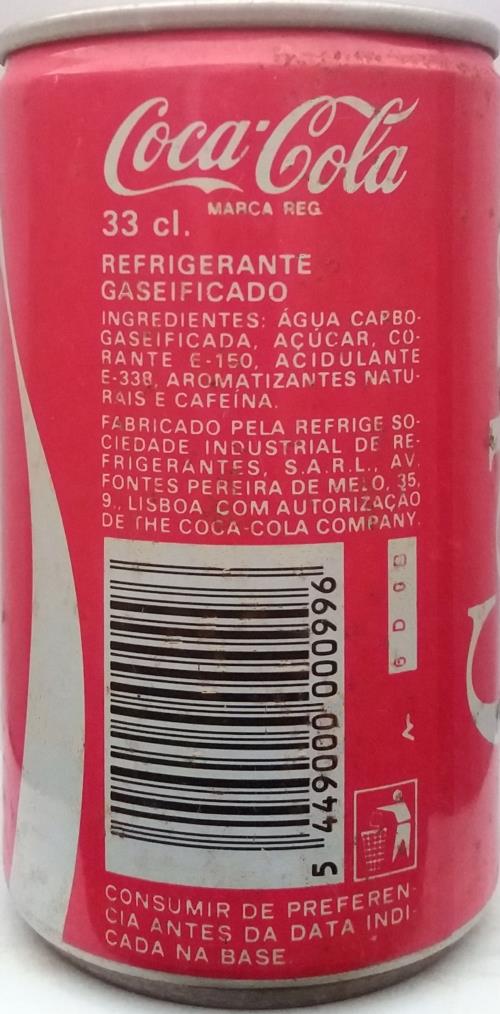 Coca-Cola
MARCA REG.
33 cl.
REFRIGERANTE
GASEIFICADO
INGREDIENTES: ÁGUA CARBO-
GASEIFICADA, AÇÚCAR, CO-
RANTE E-150, ACIDULANTE
E-338, AROMATIZANTES NATU-
RAIS E CAFEÍNA.
FABRICADO PELA REFRIGE SO-
CIEDADE INDUSTRIAL DE RE-
FRIGERANTES, S.A.R.L., AV.
FONTES PEREIRA DE MELO, 35,
9., LISBOA COM AUTORIZAÇÃO
DE THE COCA-COLA COMPANY.
5 449000 000996
CONSUMIR DE PREFEREN-
CIA ANTES DA DATA INDI-
CADA NA BASE